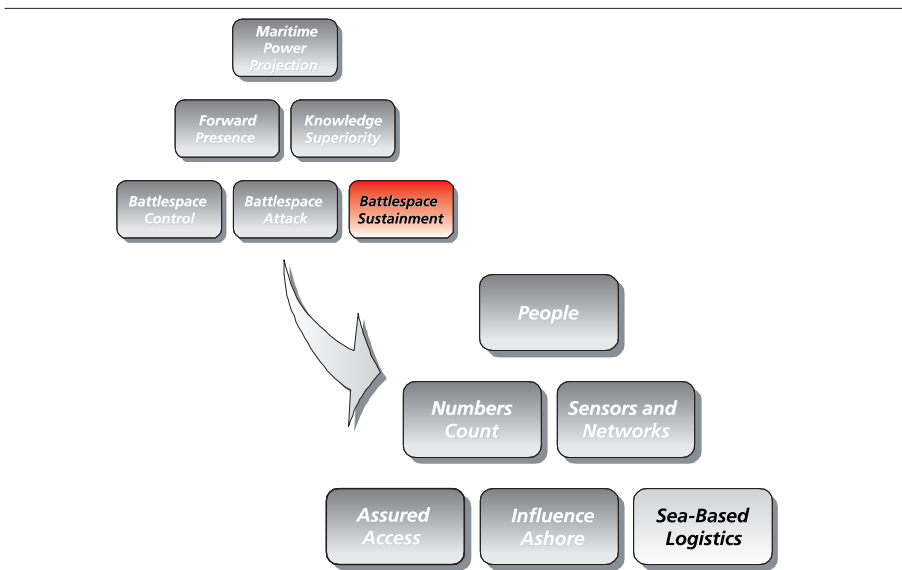 Maritime
Power
Projection
Forward
Presence
Knowledge
Superiority
Battlespace
Control
Battlespace
Attack
Battlespace
Sustainment
People
Numbers
Count
Sensors and
Networks
Assured
Access
Influence
Ashore
Sea-Based
Logistics